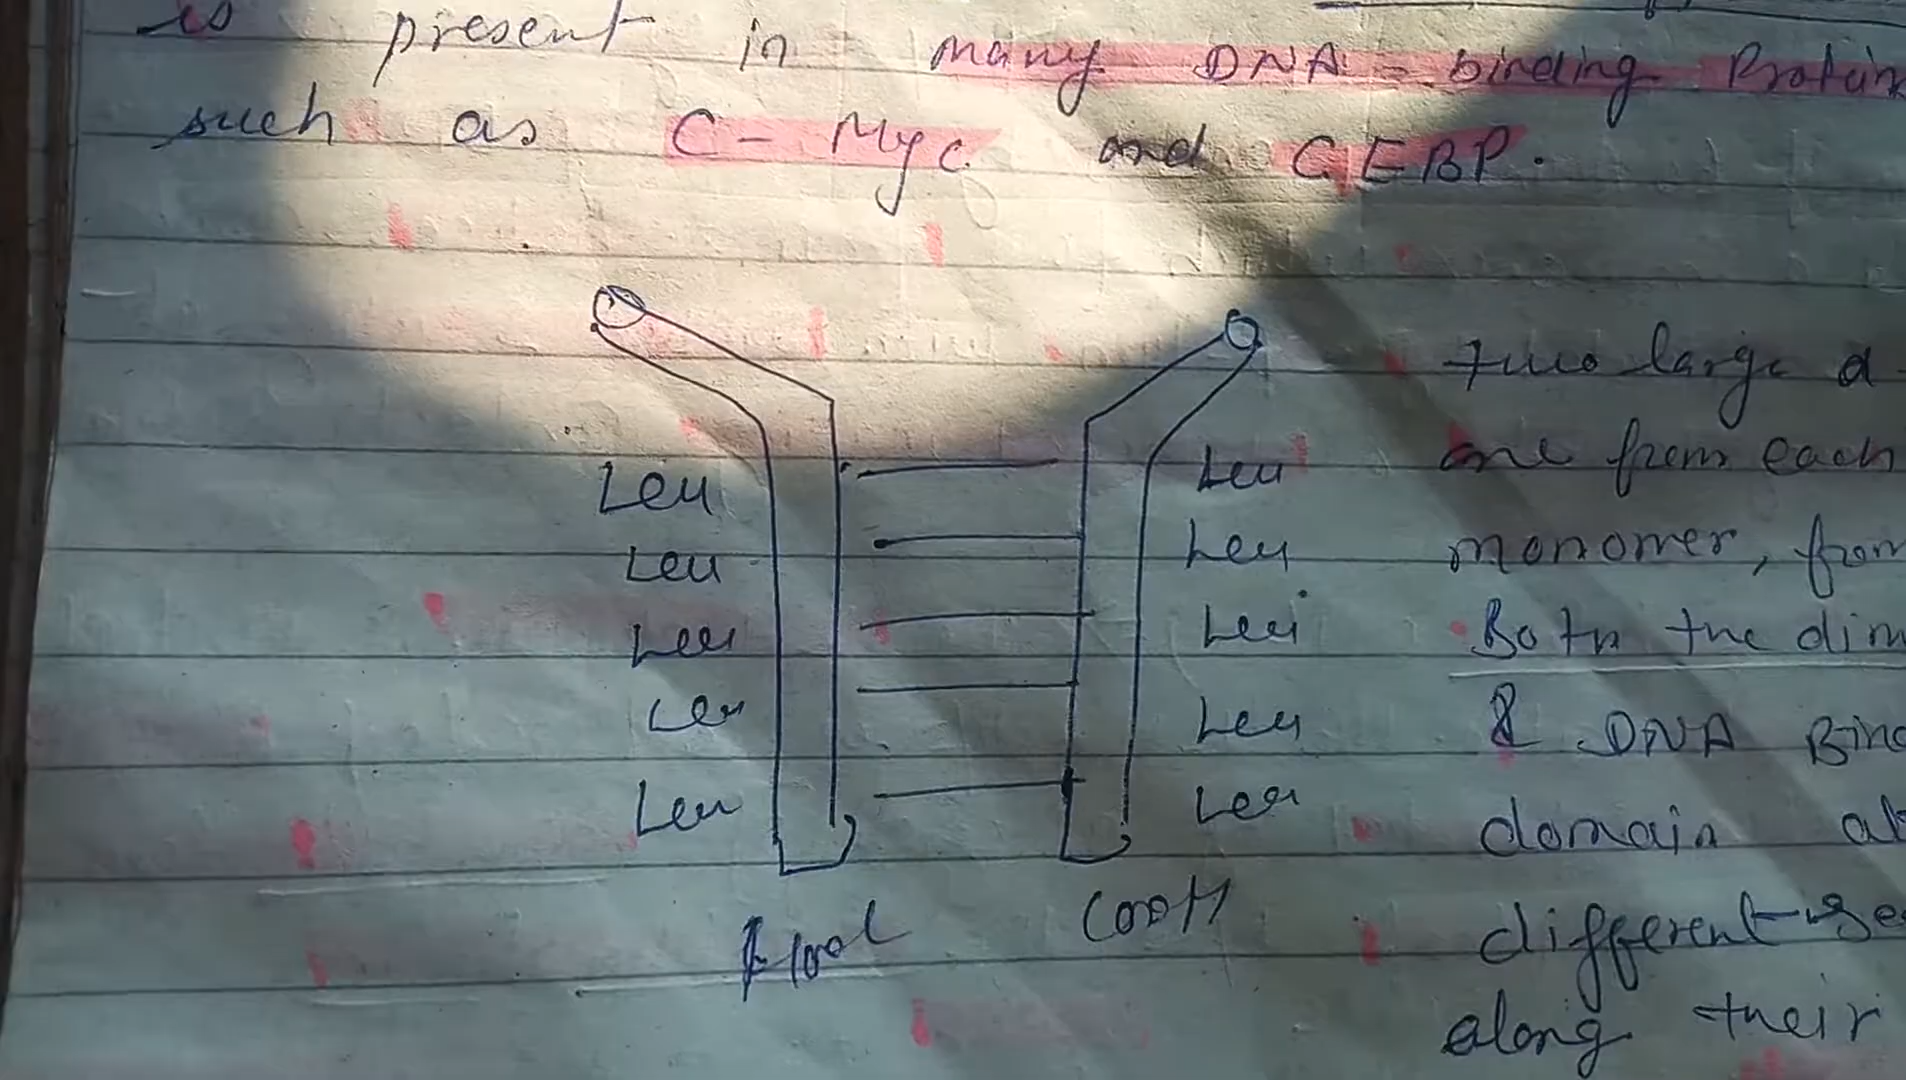 is present in many DNA-binding Protein
such as C-Myc and CEBP.
two large a
Leu Leu one from each
Leu Leu monomer, from
Leu Leu Both the dim
Leu Leu & DNA Bind
Leu Leu domain
HOOC COOH different
along their